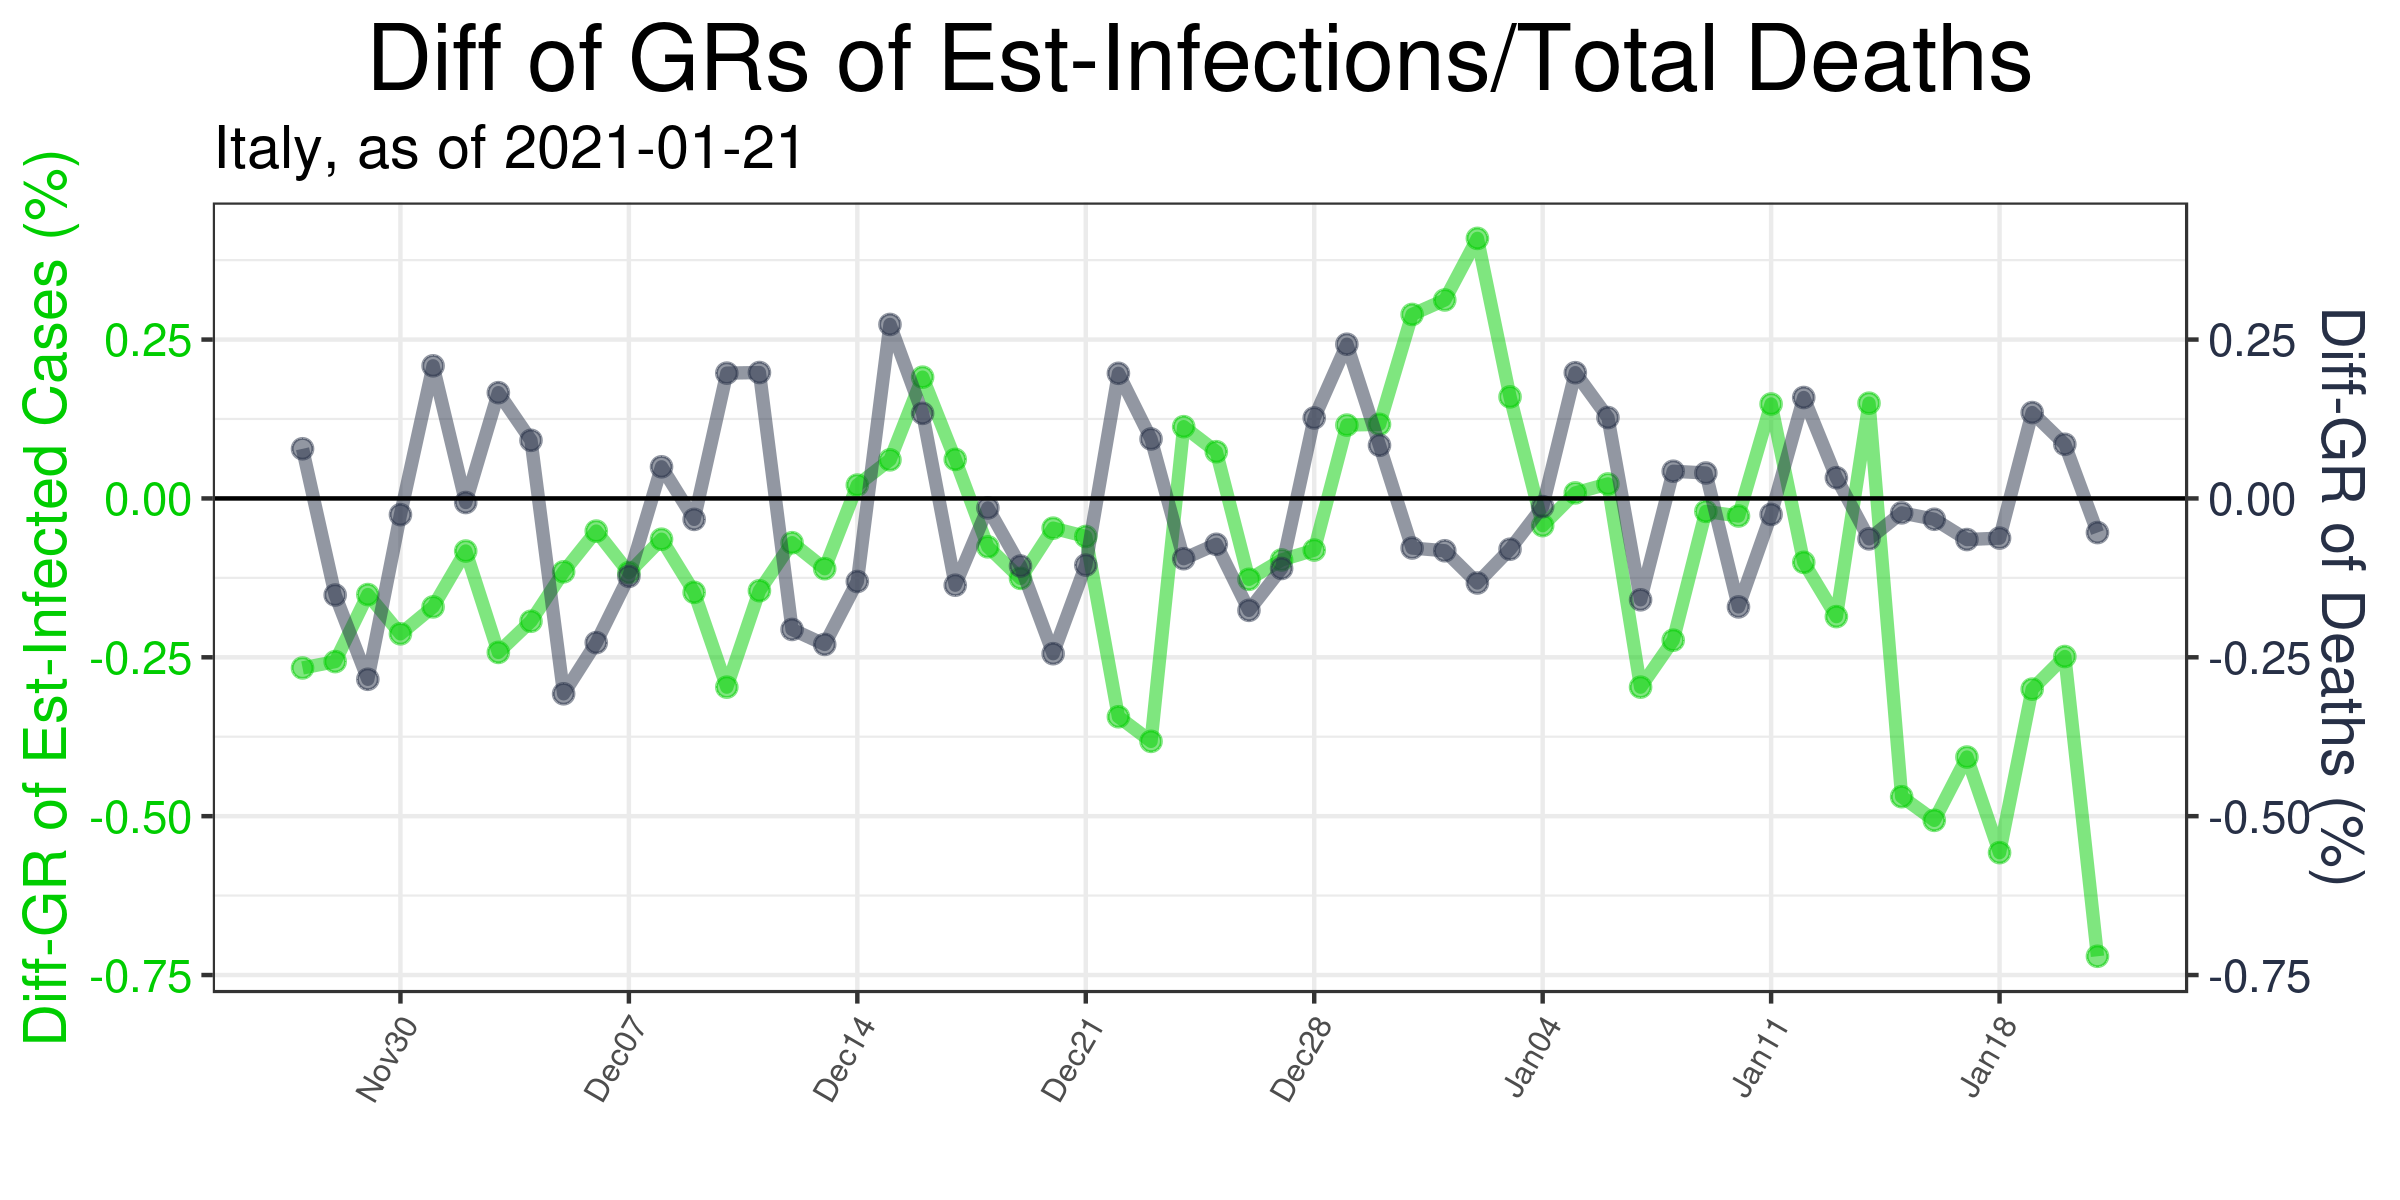 Diff of GRs of Est-Infections/Total Deaths
Italy, as of 2021-01-21
Diff-GR of Est-Infected Cases (%)
0.25
0.00
-0.25
-0.50
-0.75
0.25
0.00
-0.25
-0.50
-0.75
Diff-GR of Deaths (%)
Nov30
Dec07
Dec14
Dec21
Dec28
Jan04
Jan11
Jan18